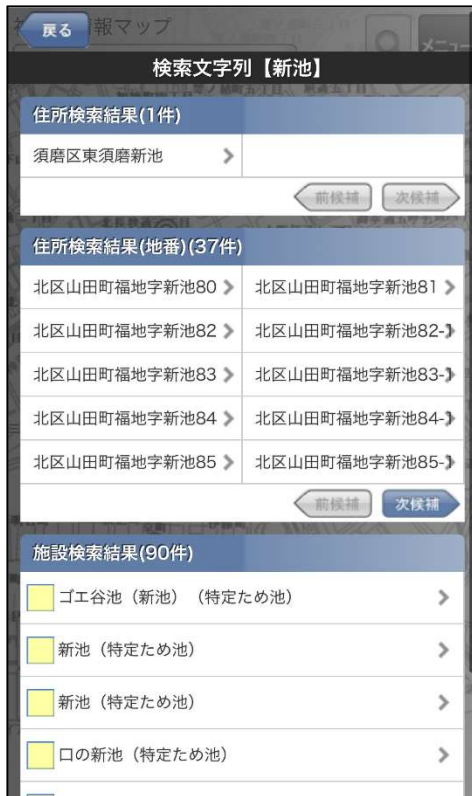 戻る
報マップ
メニュー
検索文字列【新池】
住所検索結果(1件)
須磨区東須磨新池
前候補 次候補
住所検索結果(地番)(37件)
北区山田町福地字新池80 北区山田町福地字新池81
北区山田町福地字新池82 北区山田町福地字新池82-
北区山田町福地字新池83 北区山田町福地字新池83-
北区山田町福地字新池84 北区山田町福地字新池84-
北区山田町福地字新池85 北区山田町福地字新池85-
前候補 次候補
施設検索結果(90件)
ゴエ谷池（新池）（特定ため池）
新池（特定ため池）
新池（特定ため池）
口の新池（特定ため池）